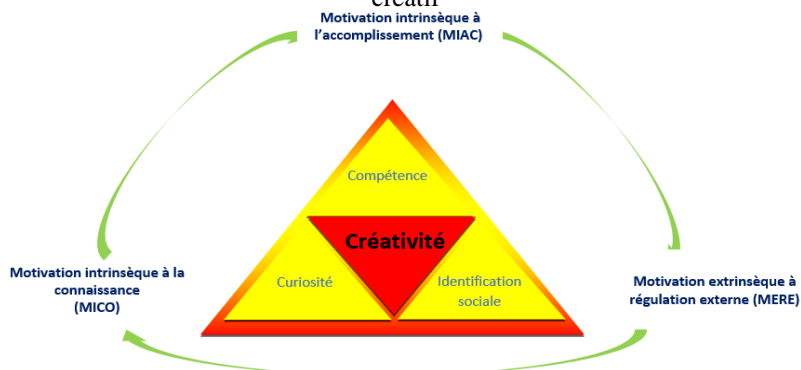 créatif
Motivation intrinsèque à
l'accomplissement (MIAC)
Compétence
Créativité
Curiosité
Identification
sociale
Motivation intrinsèque à la
connaissance
(MICO)
Motivation extrinsèque à
régulation externe (MERE)